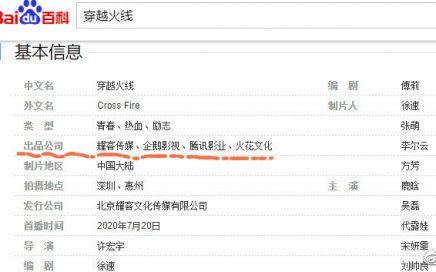 Bai du 百科
穿越火线
基本信息
中文名 穿越火线 编 剧 傅莉
外文名 Cross Fire 制片人 徐速
类 型 青春、热血、励志 张萌
出品公司 耀客传媒、企鹅影视、腾讯影业、火花文化 李尔云
制片地区 中国大陆 方芳
拍摄地点 深圳、惠州 主 演 鹿晗
发行公司 北京耀客文化传媒有限公司 吴磊
首播时间 2020年7月20日 代露娃
导 演 许宏宇 宋妍霏
编 剧 徐速 刘帅良